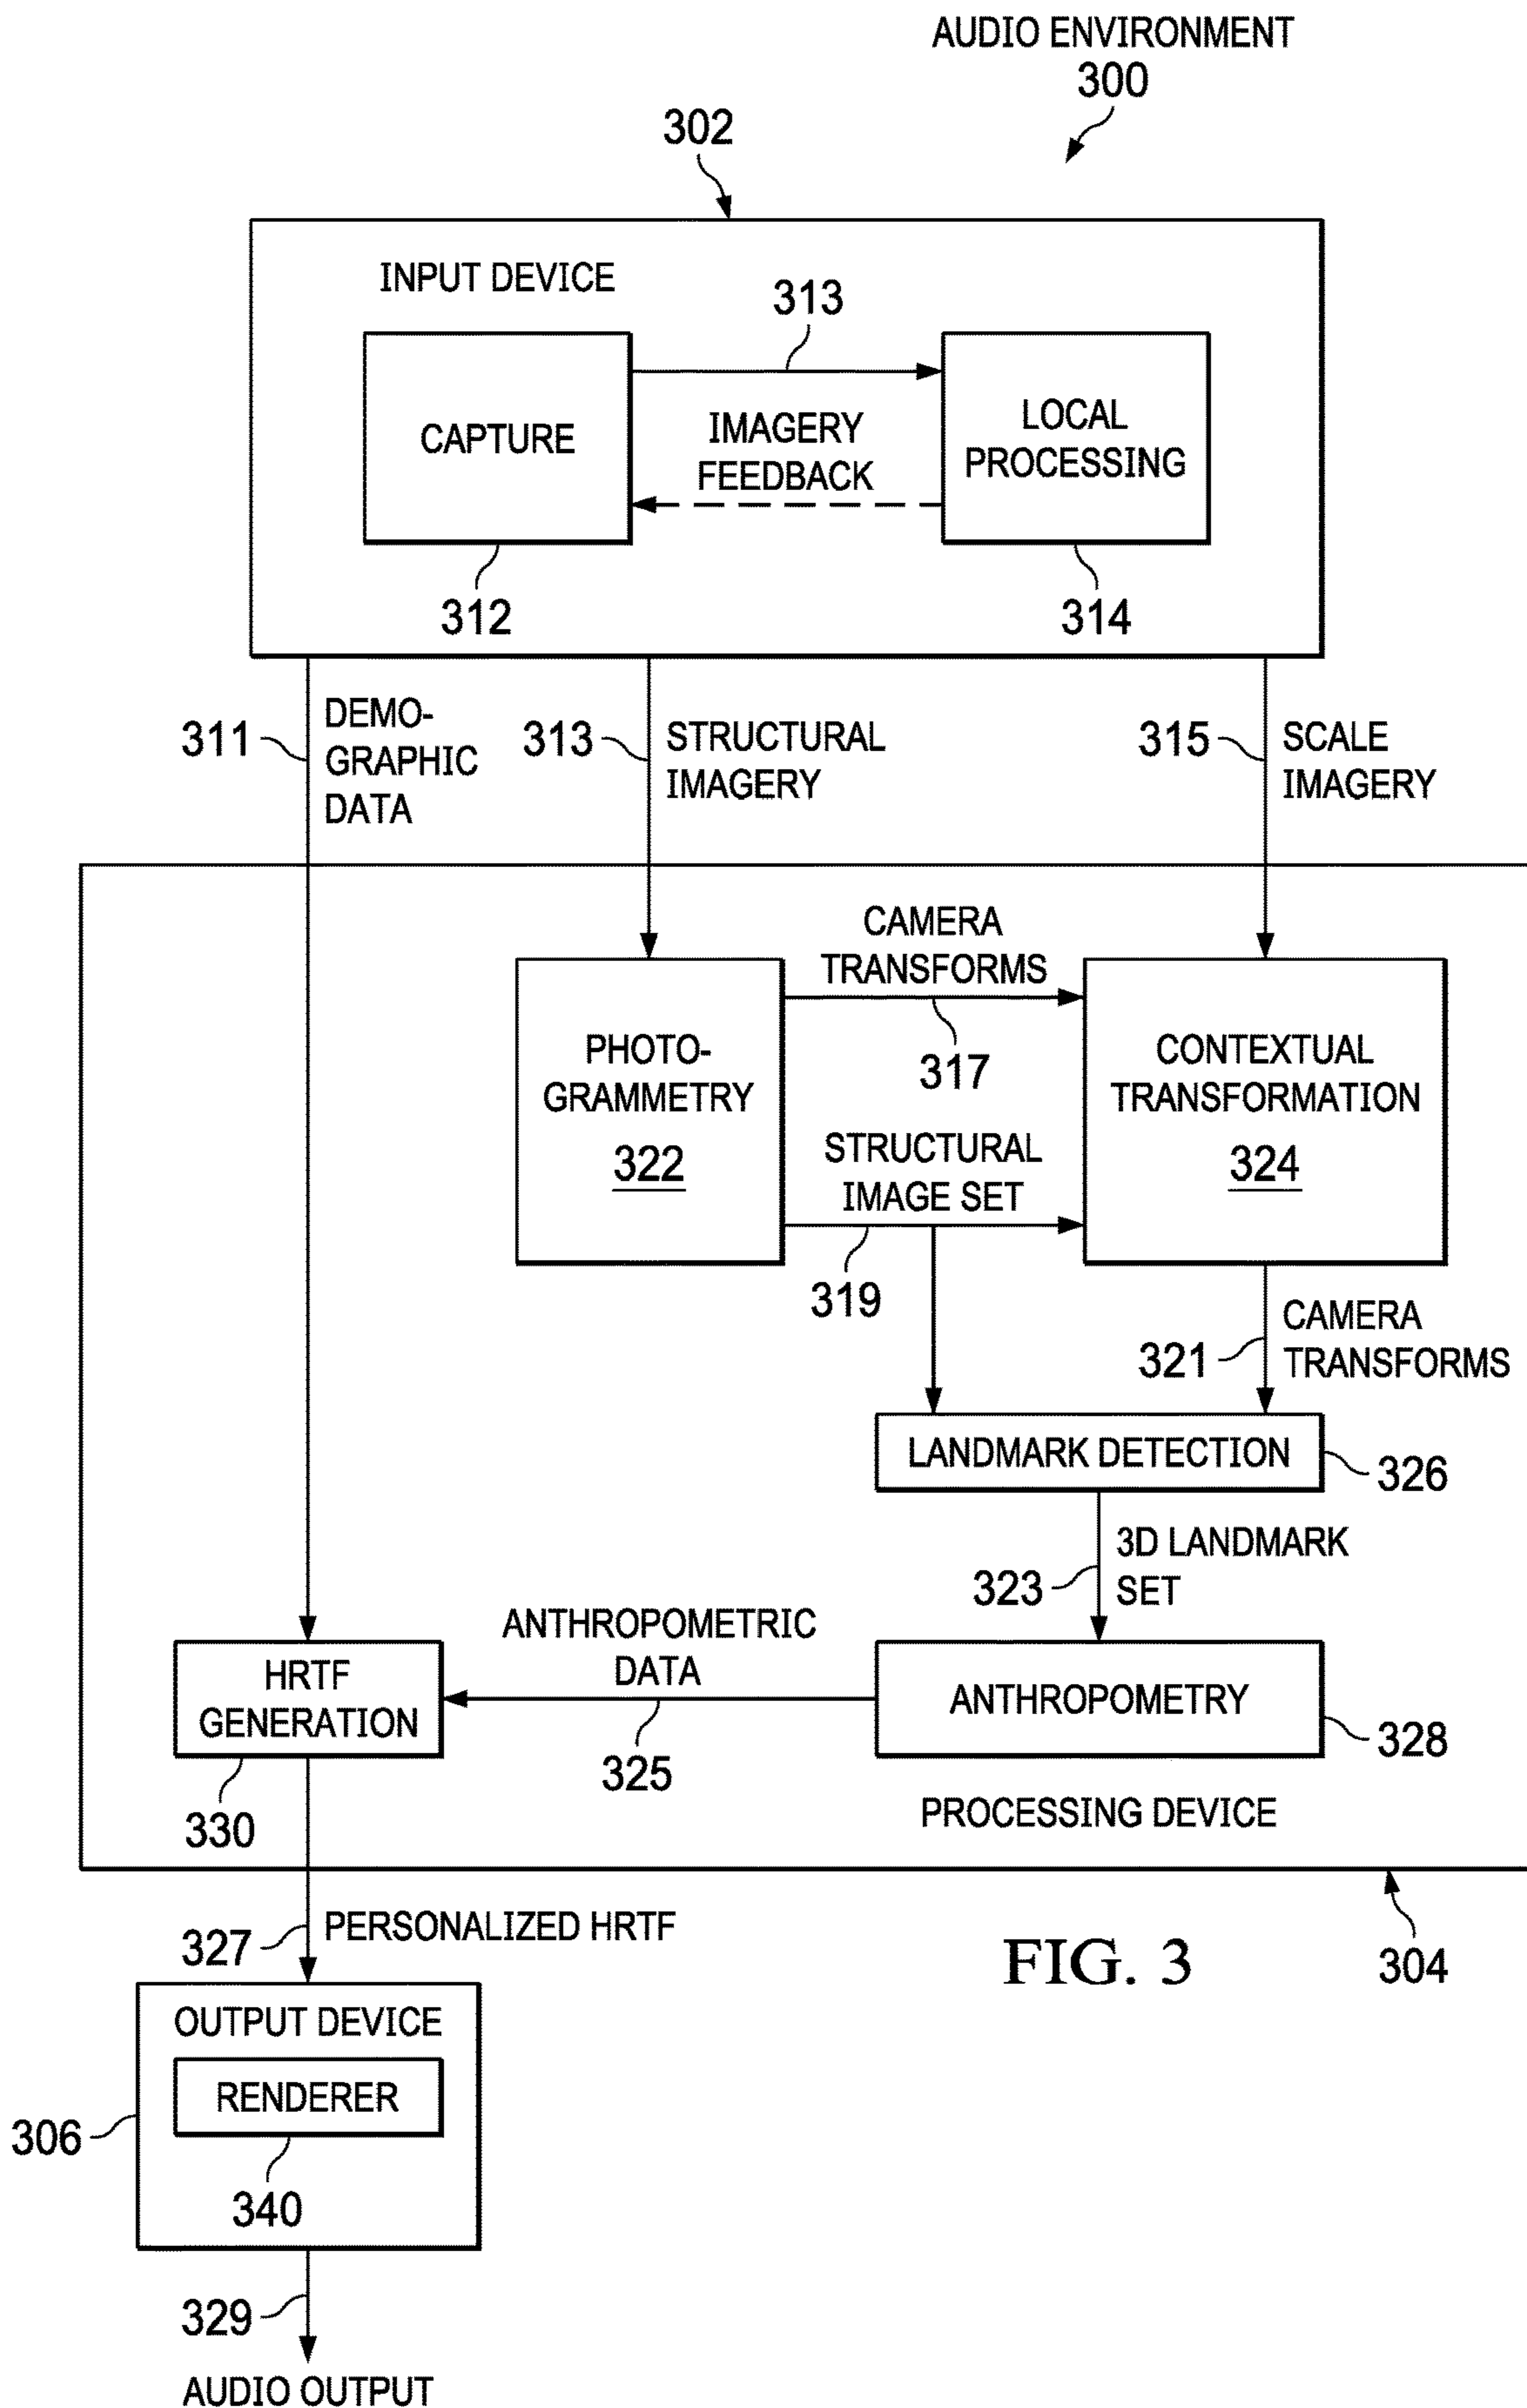 AUDIO ENVIRONMENT
300
302
INPUT DEVICE
313
CAPTURE
IMAGERY
FEEDBACK
LOCAL
PROCESSING
312
314
311
DEMO-
GRAPHIC
DATA
313
STRUCTURAL
IMAGERY
315
SCALE
IMAGERY
CAMERA
TRANSFORMS
317
PHOTO-
GRAMMETRY
322
CONTEXTUAL
TRANSFORMATION
324
STRUCTURAL
IMAGE SET
319
321
CAMERA
TRANSFORMS
LANDMARK DETECTION
326
323
3D LANDMARK
SET
ANTHROPOMETRIC
DATA
325
HRTF
GENERATION
330
ANTHROPOMETRY
328
PROCESSING DEVICE
304
327
PERSONALIZED HRTF
FIG. 3
OUTPUT DEVICE
RENDERER
306
340
329
AUDIO OUTPUT